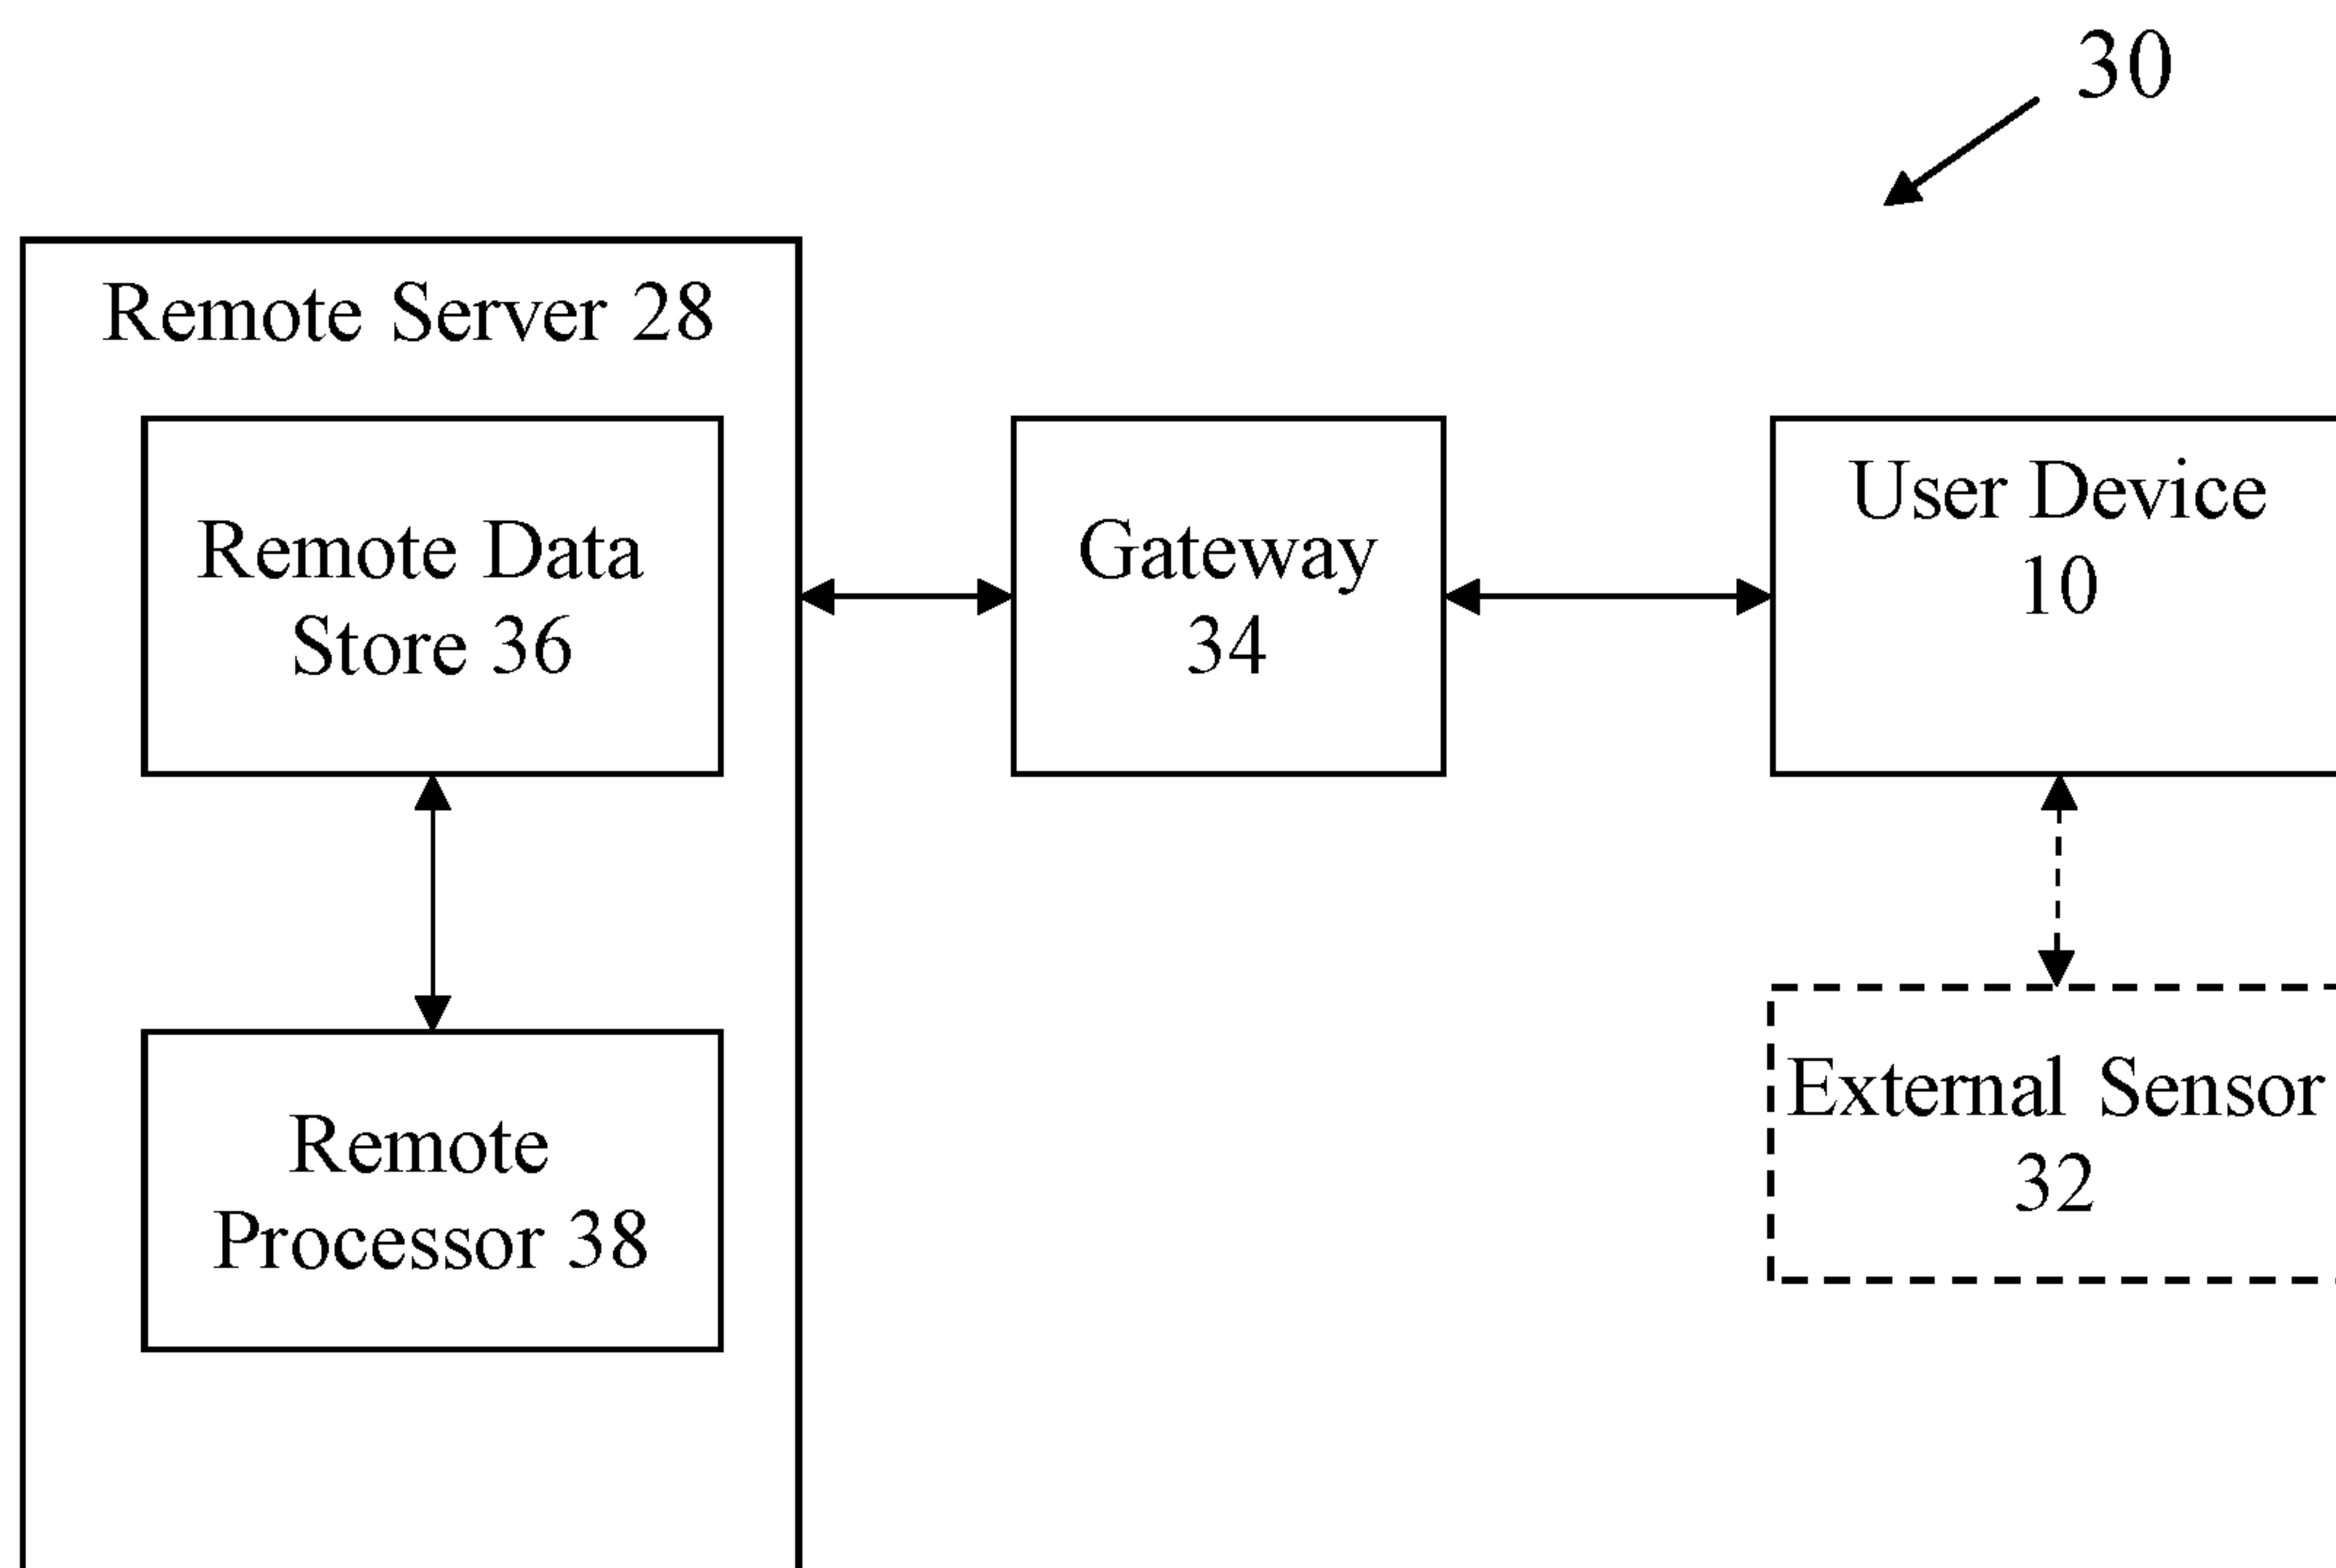 30
Remote Server 28
Remote Data
Store 36
Gateway
34
User Device
10
Remote
Processor 38
External Sensor
32